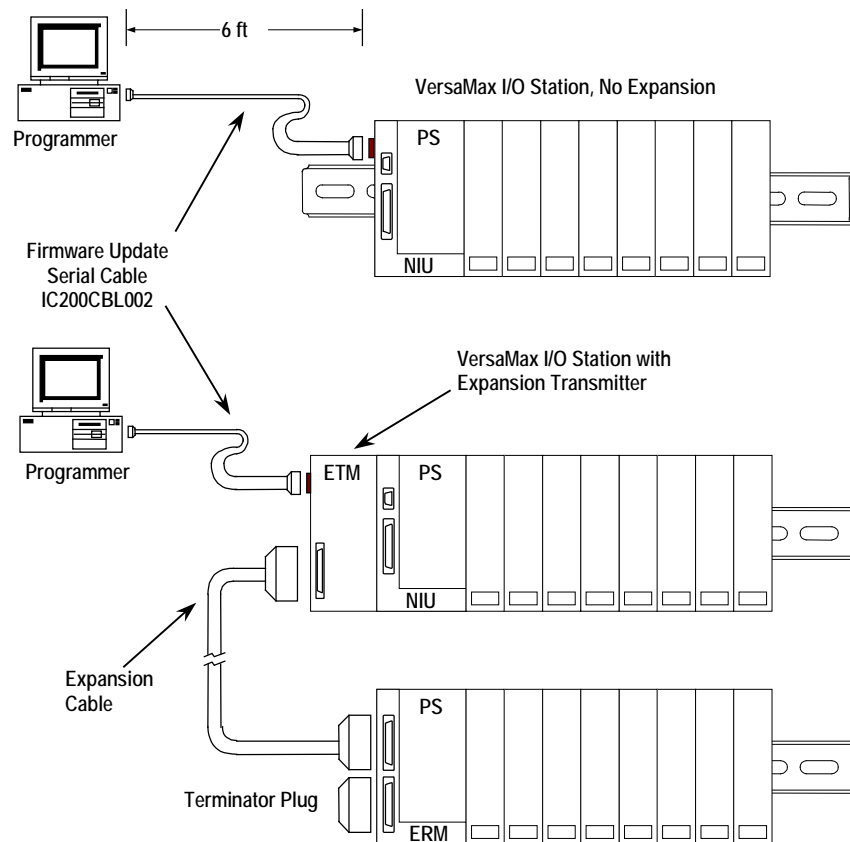 6 ft
VersaMax I/O Station, No Expansion
Programmer
PS
NIU
Firmware Update
Serial Cable
IC200CBL002
VersaMax I/O Station with
Expansion Transmitter
Programmer
ETM
PS
NIU
Expansion
Cable
PS
Terminator Plug
ERM